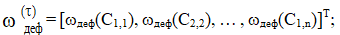 ω деф (τ) = [ωдеф(C1,1), ωдеф(C2,2), … , ωдеф(C1,n)]T;